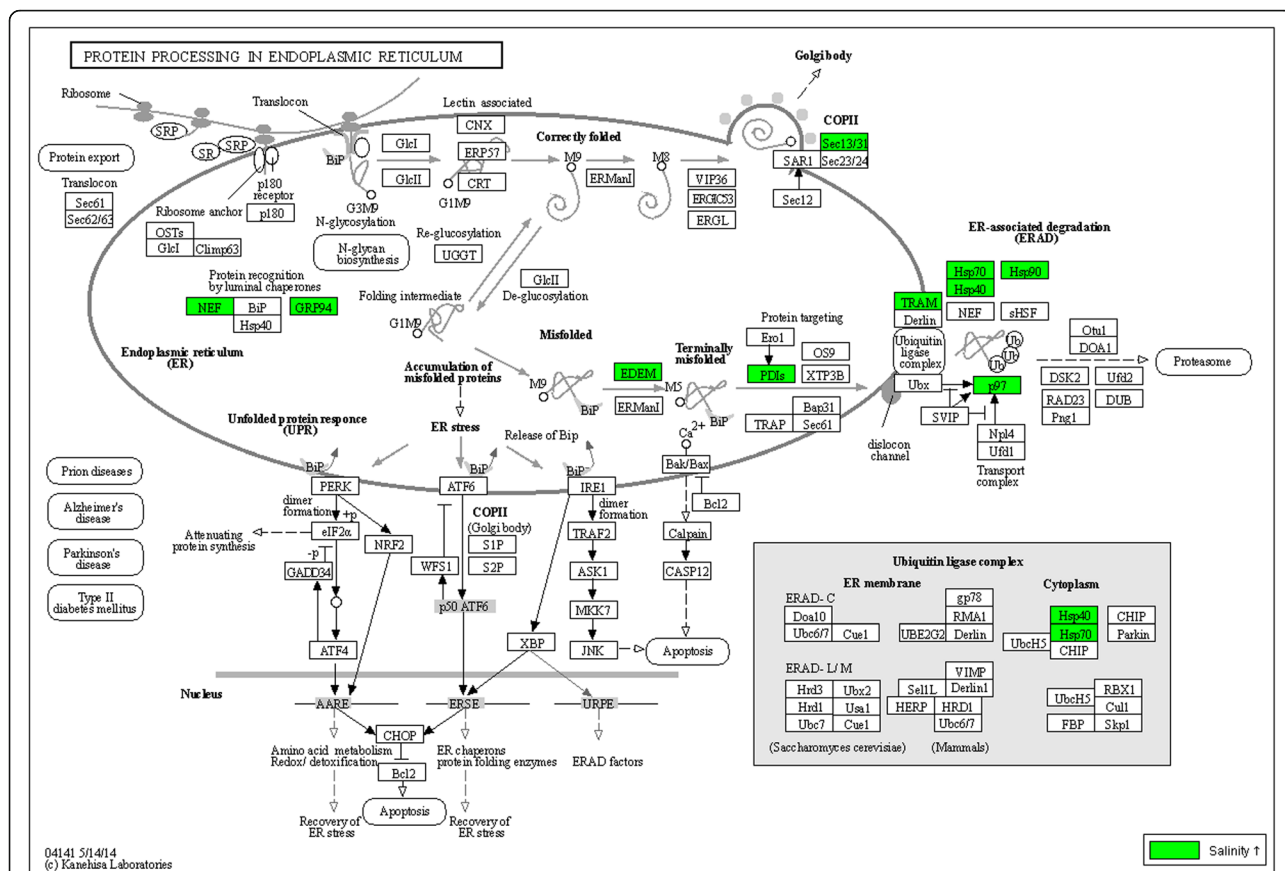 PROTEIN PROCESSING IN ENDOPLASMIC RETICULUM
Golgi body
Ribosome
Translocon
Lectin associated
COPII
SRP
CNX
Correctly folded
Sec13/31
SR
SRP
GlcI
ERP57
M9
M8
SAR1
Sec23/24
Protein export
BiP
GlcII
CRT
ERManI
VIP36
Sec12
Translocon
p180
receptor
G3M9
G1M9
ERGIC53
Sec61
Ribosome anchor
p180
N-glycosylation
ERGL
Sec62/63
OSTs
N-glycan
biosynthesis
Re-glucosylation
ER-associated degradation
(ERAD)
GlcI
Climp63
UGGT
Protein recognition
by luminal chaperones
GlcII
Hsp70
Hsp90
NEF
BiP
GRP94
De-glucosylation
Hsp40
Hsp40
Folding intermediate
TRAM
NEF
sHSF
G1M9
Protein targeting
Derlin
Otu1
Misfolded
Ero1
Ubiquitin
ligase
complex
Ub
Ub
Ub
DOA1
Endoplasmic reticulum
(ER)
Terminally
misfolded
OS9
Proteasome
Accumulation of
misfolded proteins
EDEM
PDIs
XTP3B
DSK2
Ufd2
M9
M5
Ubx
p97
RAD23
DUB
BiP
ERManI
BiP
Bap31
SVIP
Png1
Unfolded protein responce
(UPR)
ER stress
TRAP
Sec61
Npl4
Release of Bip
Ca2+
dislocon
channel
Ufd1
BiP
BiP
BiP
Bak/Bax
Transport
complex
Prion diseases
PERK
ATF6
IRE1
Bcl2
Alzheimer's
disease
dimer
formation
+p
COPII
(Golgi body)
dimer
formation
Attenuating
protein synthesis
eIF2α
NRF2
S1P
TRAF2
Calpain
Parkinson's
disease
-p
WFS1
S2P
GADD34
ASK1
CASP12
Type II
diabetes mellitus
p50 ATF6
MKK7
ATF4
XBP
JNK
Apoptosis
Nucleus
AARE
ERSE
URPE
CHOP
Amino acid metabolism
Redox/ detoxification
ER chaperons
protein folding enzymes
ERAD factors
Bcl2
Apoptosis
Recovery of
ER stress
Recovery of
ER stress
Ubiquitin ligase complex
ER membrane
Cytoplasm
ERAD- C
gp78
Doa10
RMA1
Hsp40
CHIP
Ubc6/7
Cue1
UBE2G2
Derlin
UbcH5
Hsp70
Parkin
CHIP
ERAD- L/ M
VIMP
Hrd3
Ubx2
Sel1L
Derlin1
RBX1
Hrd1
Usa1
HERP
HRD1
UbcH5
Cul1
Ubc7
Cue1
Ubc6/7
FBP
Skp1
(Saccharomyces cerevisiae)
(Mammals)
04141 5/14/14
(c) Kanehisa Laboratories
Salinity ↑